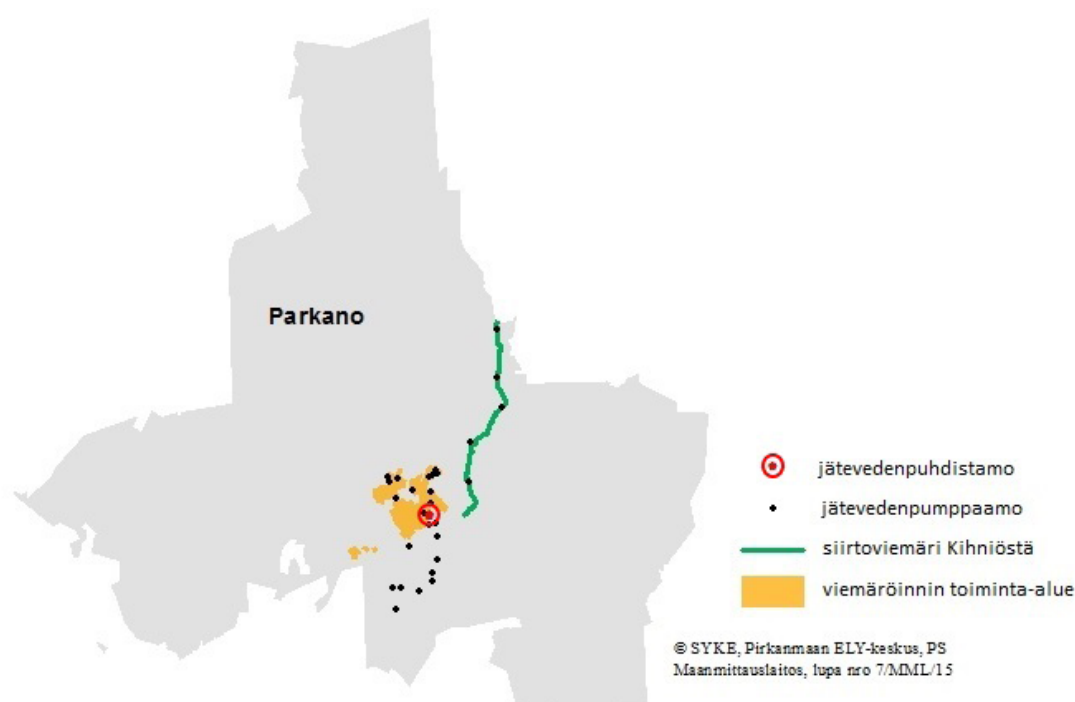 Parkano
jätevedenpuhdistamo
jätevedenpumppaamo
siirtoviemäri Kihniöstä
viemäröinnin toiminta-alue
© SYKE, Pirkanmaan ELY-keskus, PS
Maanmittauslaitos, lupa nro 7/MML/15